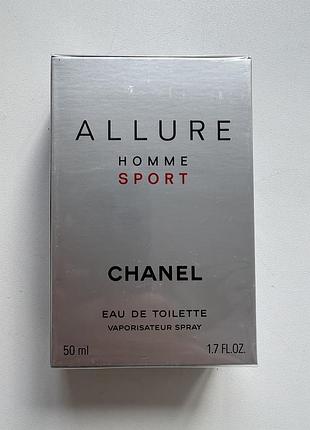 ALLURE
HOMME
SPORT
CHANEL
EAU DE TOILETTE
VAPORISATEUR SPRAY
50 ml 1.7 FL.OZ.